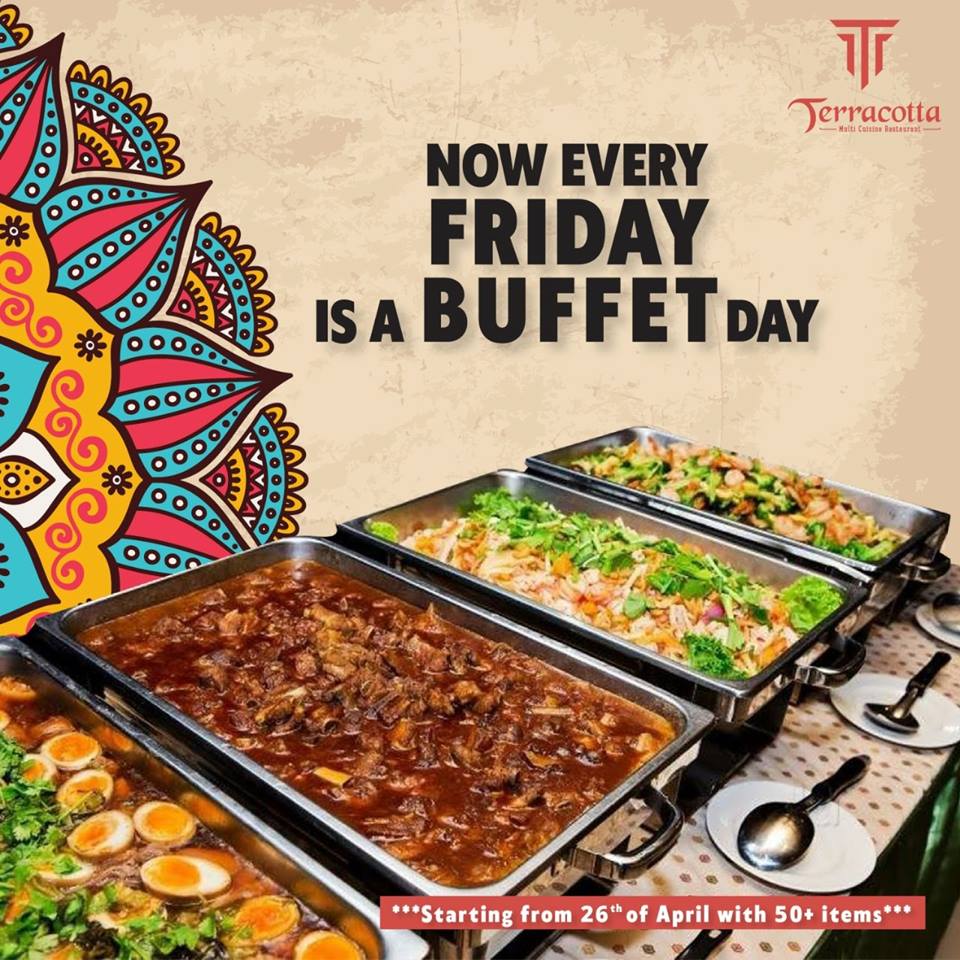 Terracotta
Multi Cuisine Restaurant
NOW EVERY
FRIDAY
IS A BUFFET DAY
***Starting from 26th of April with 50+ items***